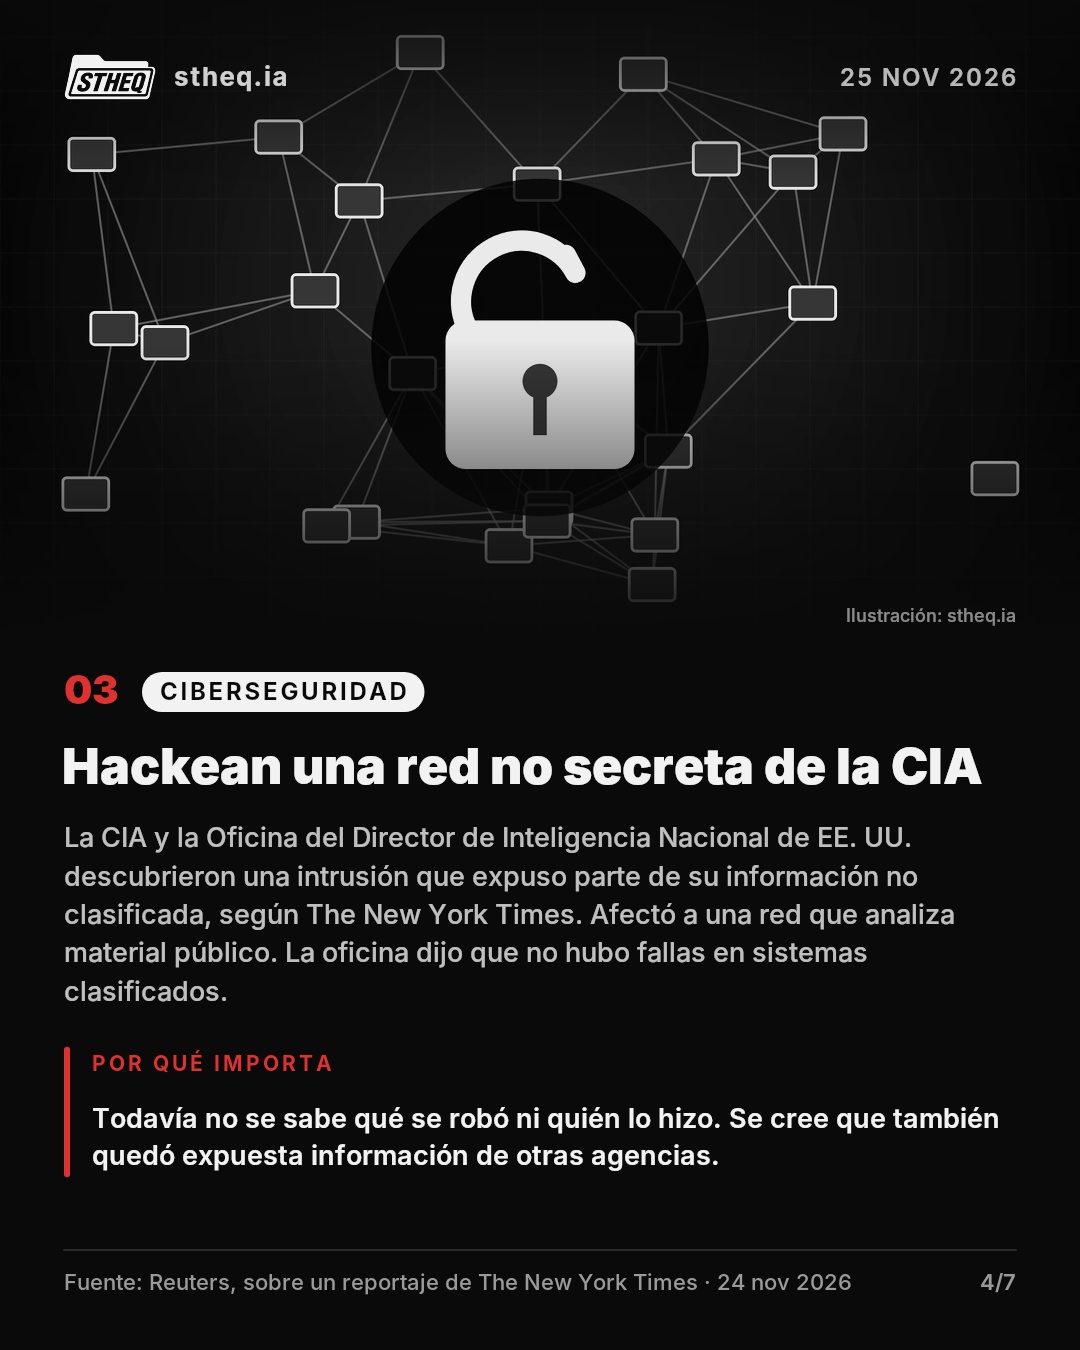 STHEQ stheq.ia
25 NOV 2026
Ilustración: stheq.ia
03 CIBERSEGURIDAD
Hackean una red no secreta de la CIA
La CIA y la Oficina del Director de Inteligencia Nacional de EE. UU.
descubrieron una intrusión que expuso parte de su información no
clasificada, según The New York Times. Afectó a una red que analiza
material público. La oficina dijo que no hubo fallas en sistemas
clasificados.
POR QUÉ IMPORTA
Todavía no se sabe qué se robó ni quién lo hizo. Se cree que también
quedó expuesta información de otras agencias.
Fuente: Reuters, sobre un reportaje de The New York Times · 24 nov 2026
4/7